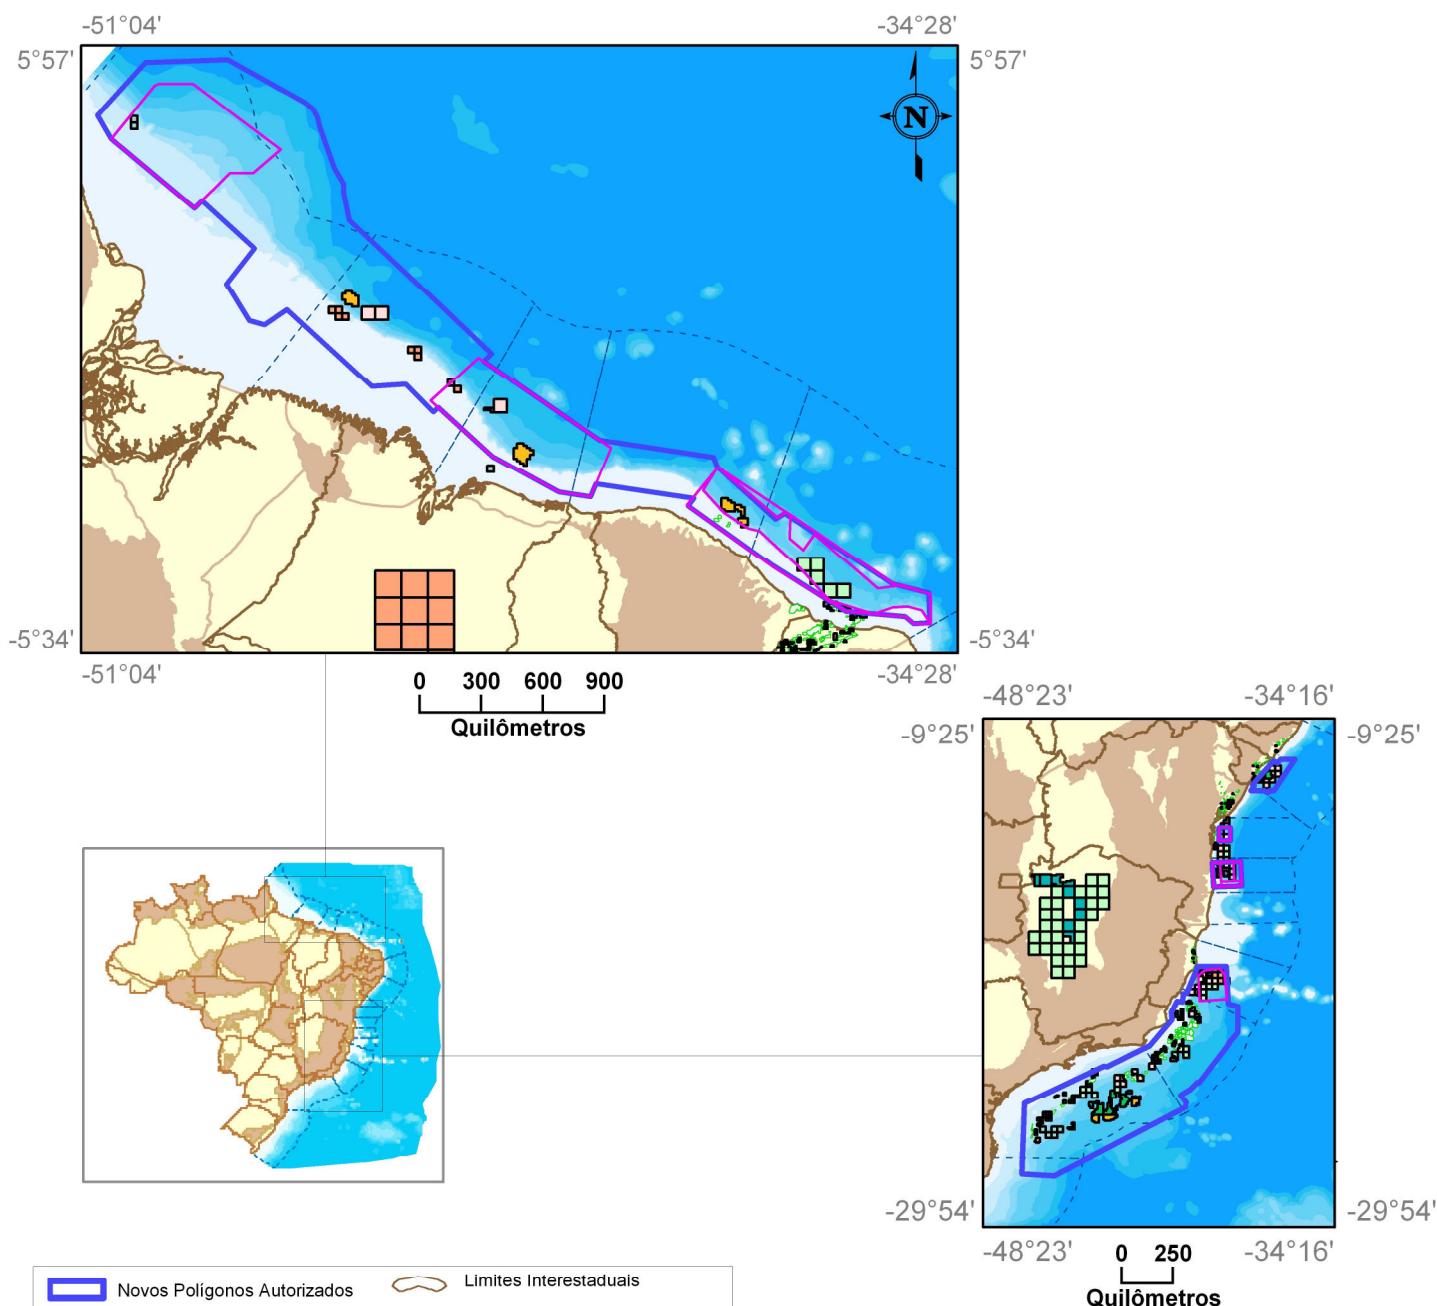 -51°04' -34°28'
5°57' 5°57'
N
-5°34' -5°34'
-51°04' -34°28'
0 300 600 900
Quilômetros
-48°23' -34°16'
-9°25' -9°25'
-29°54' -29°54'
-48°23' -34°16'
0 250
Quilômetros
Novos Polígonos Autorizados Limites Interestaduais